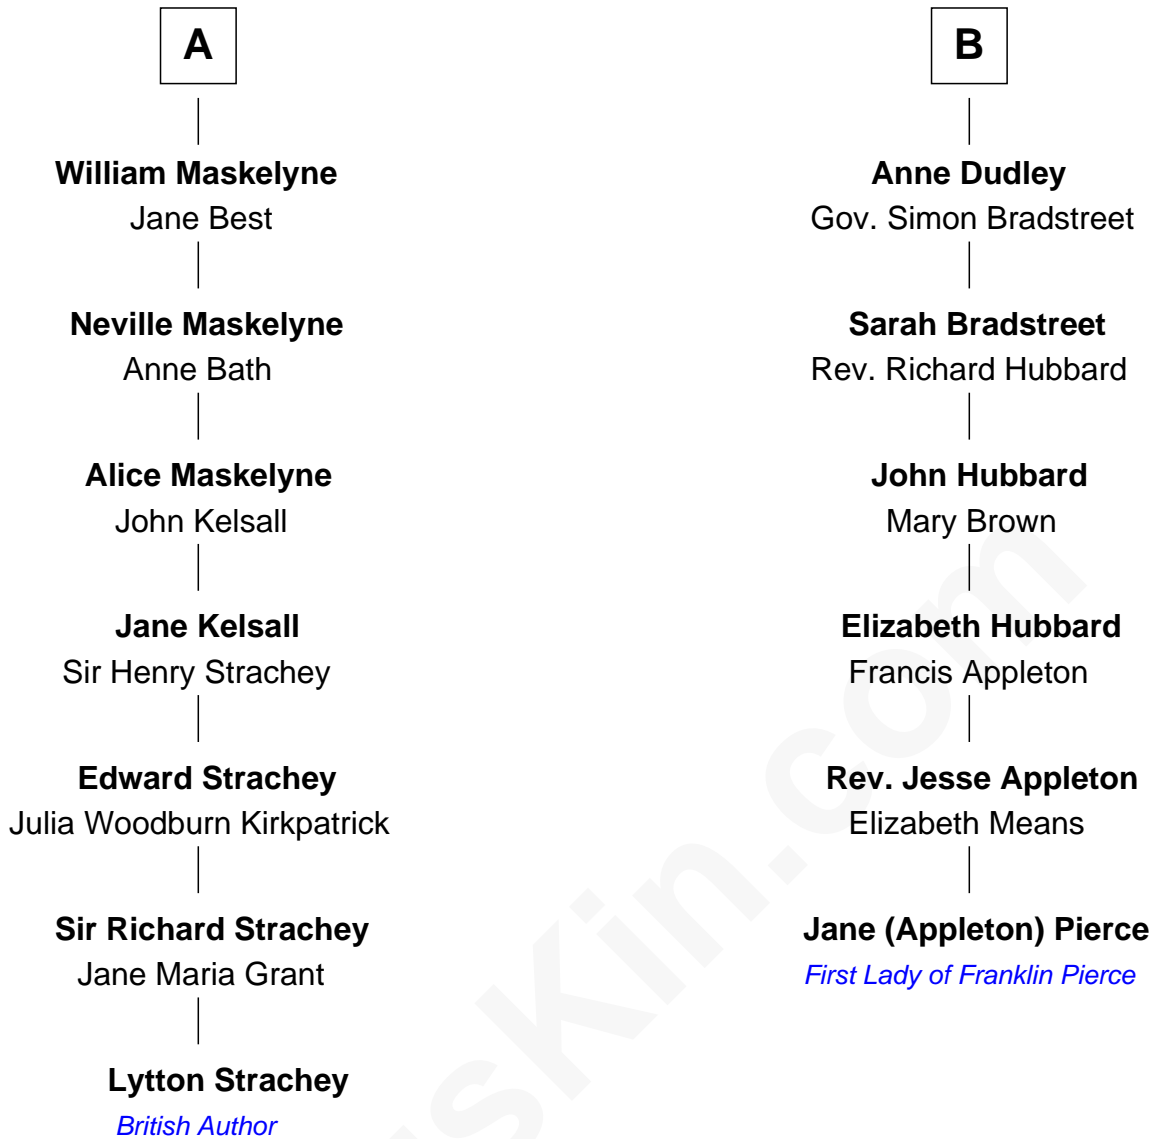 A
William Maskelyne
Jane Best
Neville Maskelyne
Anne Bath
Alice Maskelyne
John Kelsall
Jane Kelsall
Sir Henry Strachey
Edward Strachey
Julia Woodburn Kirkpatrick
Sir Richard Strachey
Jane Maria Grant
Lytton Strachey
British Author
B
Anne Dudley
Gov. Simon Bradstreet
Sarah Bradstreet
Rev. Richard Hubbard
John Hubbard
Mary Brown
Elizabeth Hubbard
Francis Appleton
Rev. Jesse Appleton
Elizabeth Means
Jane (Appleton) Pierce
First Lady of Franklin Pierce
sKin.com